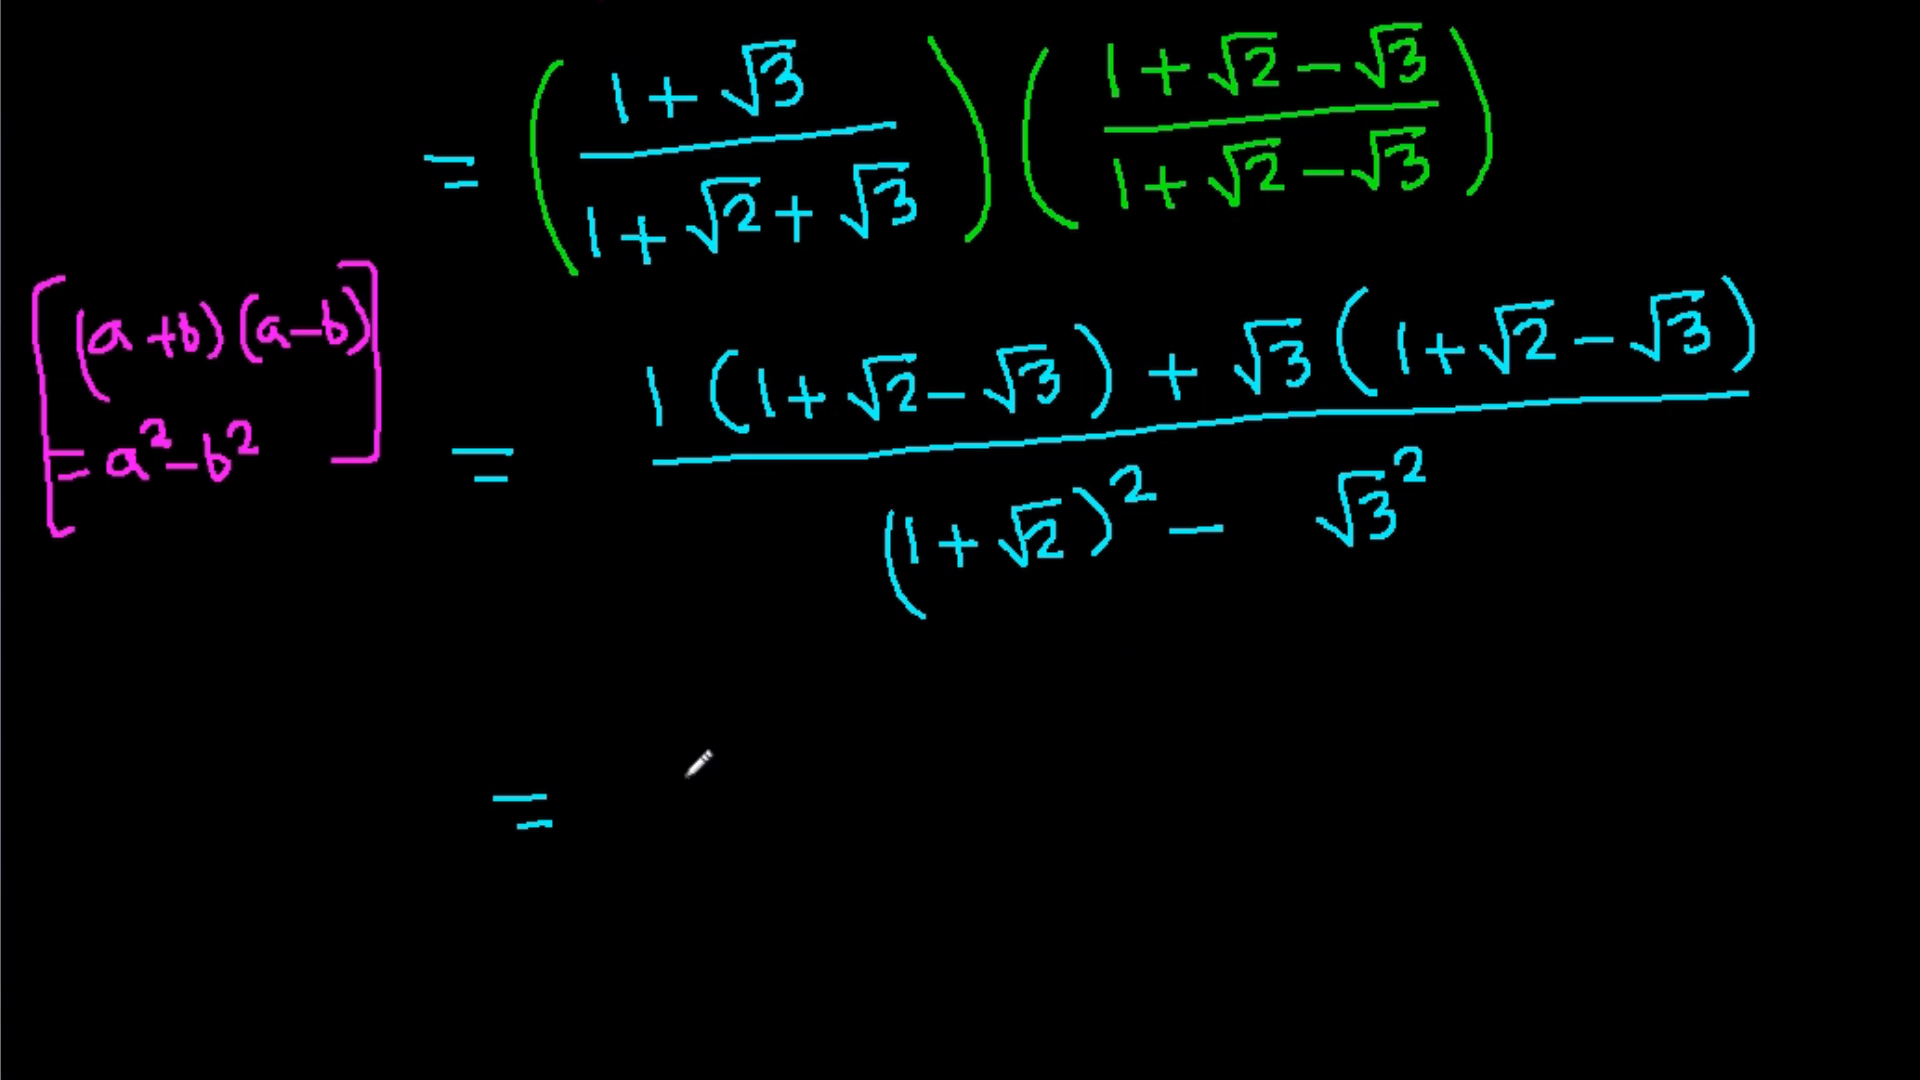 = ( (1 + √3) / (1 + √2 + √3) ) ( (1 + √2 − √3) / (1 + √2 − √3) )
[(a + b) (a − b) = a² − b²]
= ( 1 (1 + √2 − √3) + √3 (1 + √2 − √3) ) / ( (1 + √2)² − √3² )
=